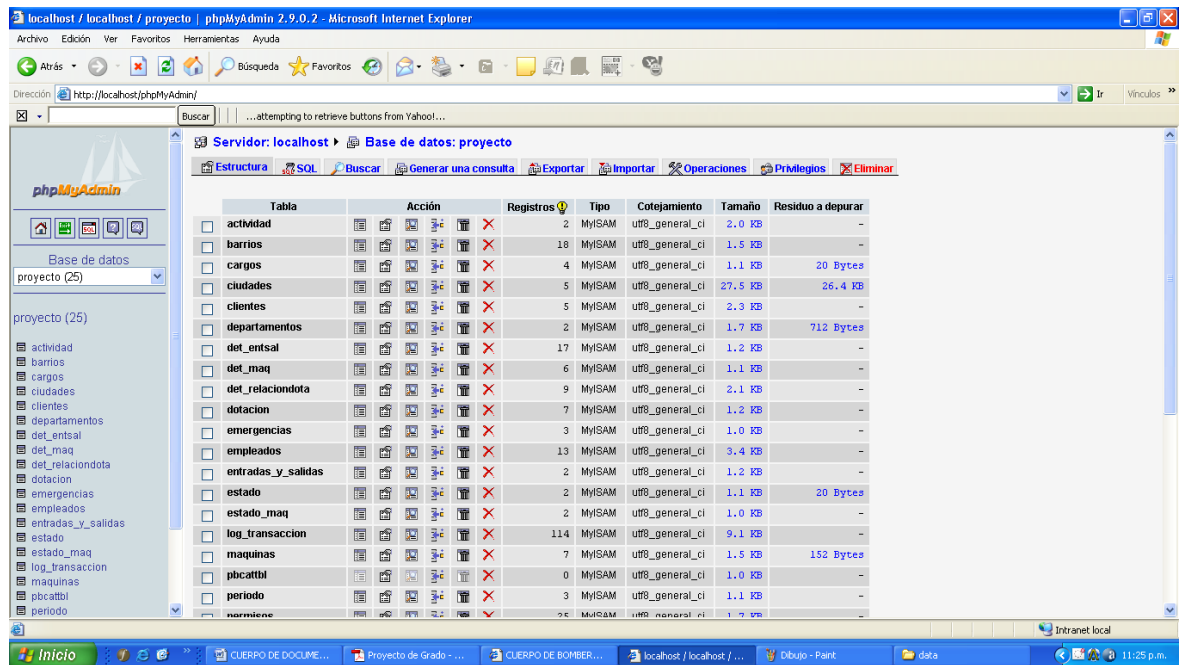 localhost / localhost / proyecto | phpMyAdmin 2.9.0.2 - Microsoft Internet Explorer
Archivo Edición Ver Favoritos Herramientas Ayuda
Atrás Búsqueda Favoritos
Dirección http://localhost/phpMyAdmin/ Ir Vínculos »
Buscar ...attempting to retrieve buttons from Yahoo!...
phpMyAdmin
Base de datos
proyecto (25)
proyecto (25)
actividad
barrios
cargos
ciudades
clientes
departamentos
det_entsal
det_maq
det_relaciondota
dotacion
emergencias
empleados
entradas_y_salidas
estado
estado_maq
log_transaccion
maquinas
pbcattbl
periodo
Servidor: localhost Base de datos: proyecto
Estructura SQL Buscar Generar una consulta Exportar Importar Operaciones Privilegios Eliminar
Tabla Acción Registros Tipo Cotejamiento Tamaño Residuo a depurar
actividad 2 MyISAM utf8_general_ci 2.0 KB -
barrios 18 MyISAM utf8_general_ci 1.5 KB -
cargos 4 MyISAM utf8_general_ci 1.1 KB 20 Bytes
ciudades 5 MyISAM utf8_general_ci 27.5 KB 26.4 KB
clientes 5 MyISAM utf8_general_ci 2.3 KB -
departamentos 2 MyISAM utf8_general_ci 1.7 KB 712 Bytes
det_entsal 17 MyISAM utf8_general_ci 1.2 KB -
det_maq 6 MyISAM utf8_general_ci 1.1 KB -
det_relaciondota 9 MyISAM utf8_general_ci 2.1 KB -
dotacion 7 MyISAM utf8_general_ci 1.2 KB -
emergencias 3 MyISAM utf8_general_ci 1.0 KB -
empleados 13 MyISAM utf8_general_ci 3.4 KB -
entradas_y_salidas 2 MyISAM utf8_general_ci 1.2 KB -
estado 2 MyISAM utf8_general_ci 1.1 KB 20 Bytes
estado_maq 2 MyISAM utf8_general_ci 1.0 KB -
log_transaccion 114 MyISAM utf8_general_ci 9.1 KB -
maquinas 7 MyISAM utf8_general_ci 1.5 KB 152 Bytes
pbcattbl 0 MyISAM utf8_general_ci 1.0 KB -
periodo 3 MyISAM utf8_general_ci 1.1 KB -
permisos 25 MyISAM utf8_general_ci 1.7 KB -
Intranet local
Inicio » CUERPO DE DOCUME... Proyecto de Grado - ... CUERPO DE BOMBER... localhost / localhost / ... Dibujo - Paint data 11:25 p.m.